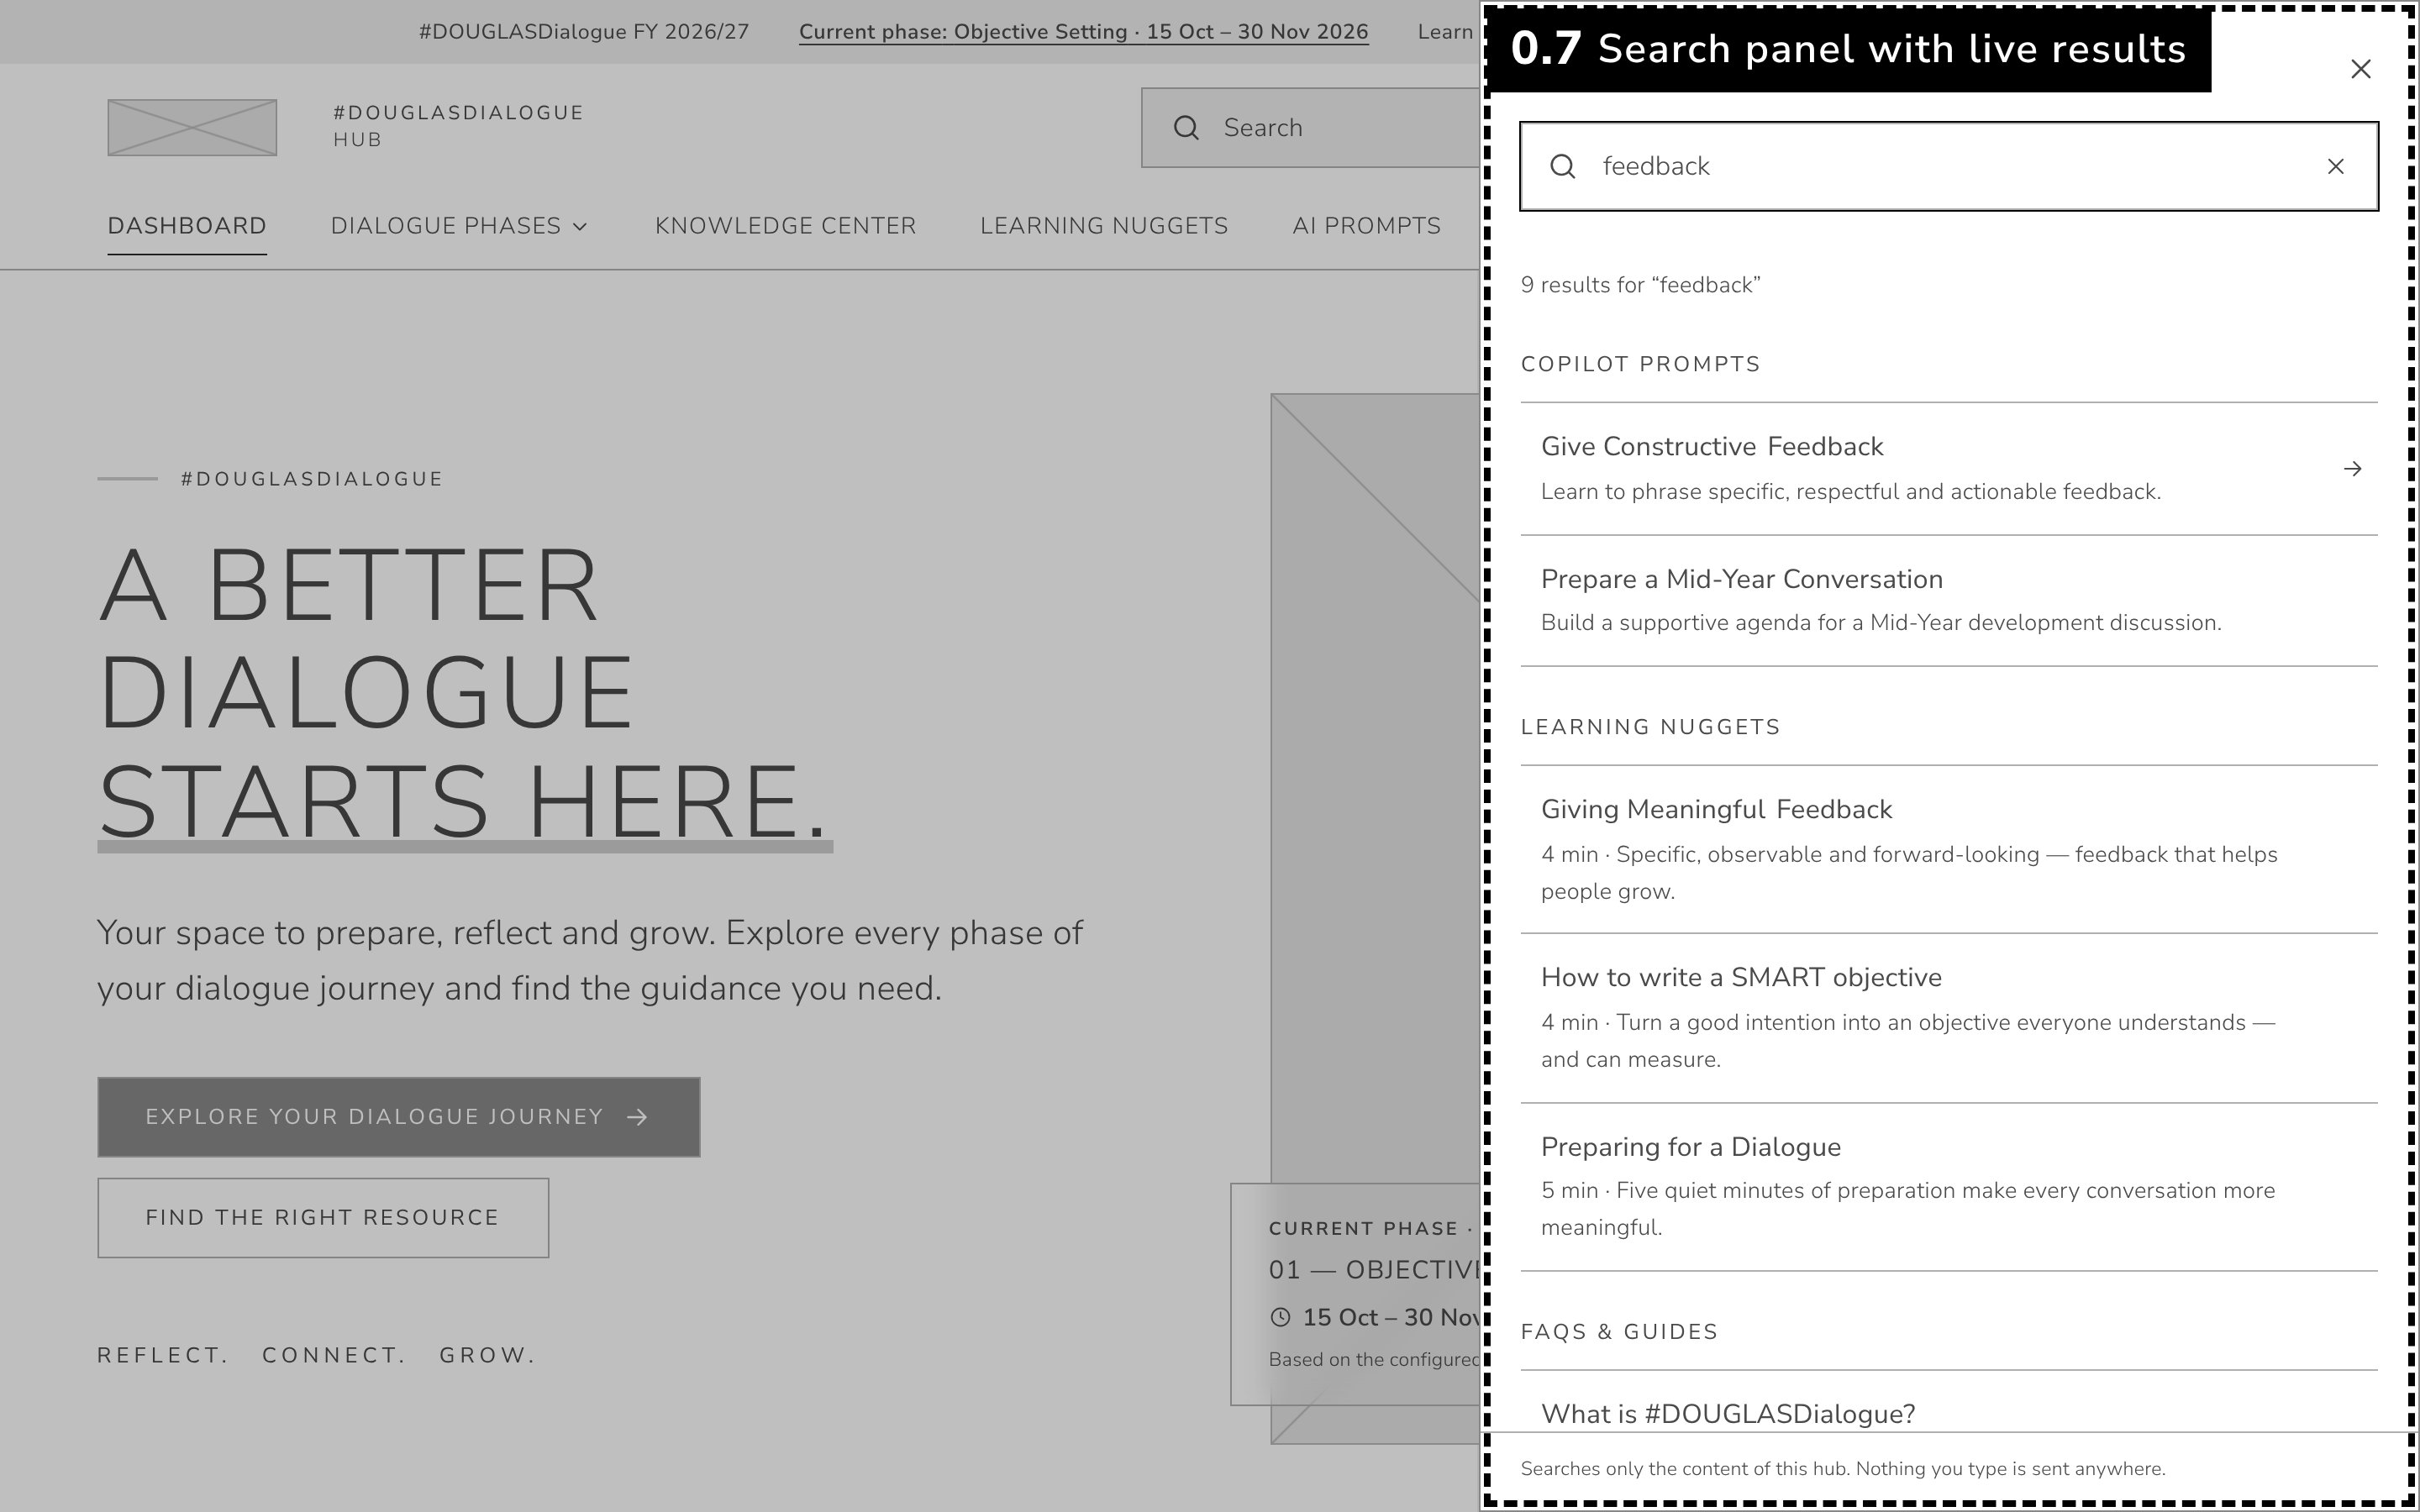 #DOUGLASDialogue FY 2026/27
Current phase: Objective Setting · 15 Oct – 30 Nov 2026
Learn
#DOUGLASDIALOGUE
HUB
Search
DASHBOARD
DIALOGUE PHASES
KNOWLEDGE CENTER
LEARNING NUGGETS
AI PROMPTS
#DOUGLASDIALOGUE
A BETTER
DIALOGUE
STARTS HERE.
Your space to prepare, reflect and grow. Explore every phase of
your dialogue journey and find the guidance you need.
EXPLORE YOUR DIALOGUE JOURNEY →
FIND THE RIGHT RESOURCE
REFLECT. CONNECT. GROW.
CURRENT PHASE ·
01 — OBJECTIVE
15 Oct – 30 Nov
Based on the configured
0.7 Search panel with live results
feedback
9 results for “feedback”
COPILOT PROMPTS
Give Constructive Feedback
Learn to phrase specific, respectful and actionable feedback.
Prepare a Mid-Year Conversation
Build a supportive agenda for a Mid-Year development discussion.
LEARNING NUGGETS
Giving Meaningful Feedback
4 min · Specific, observable and forward-looking — feedback that helps
people grow.
How to write a SMART objective
4 min · Turn a good intention into an objective everyone understands —
and can measure.
Preparing for a Dialogue
5 min · Five quiet minutes of preparation make every conversation more
meaningful.
FAQS & GUIDES
What is #DOUGLASDialogue?
Searches only the content of this hub. Nothing you type is sent anywhere.